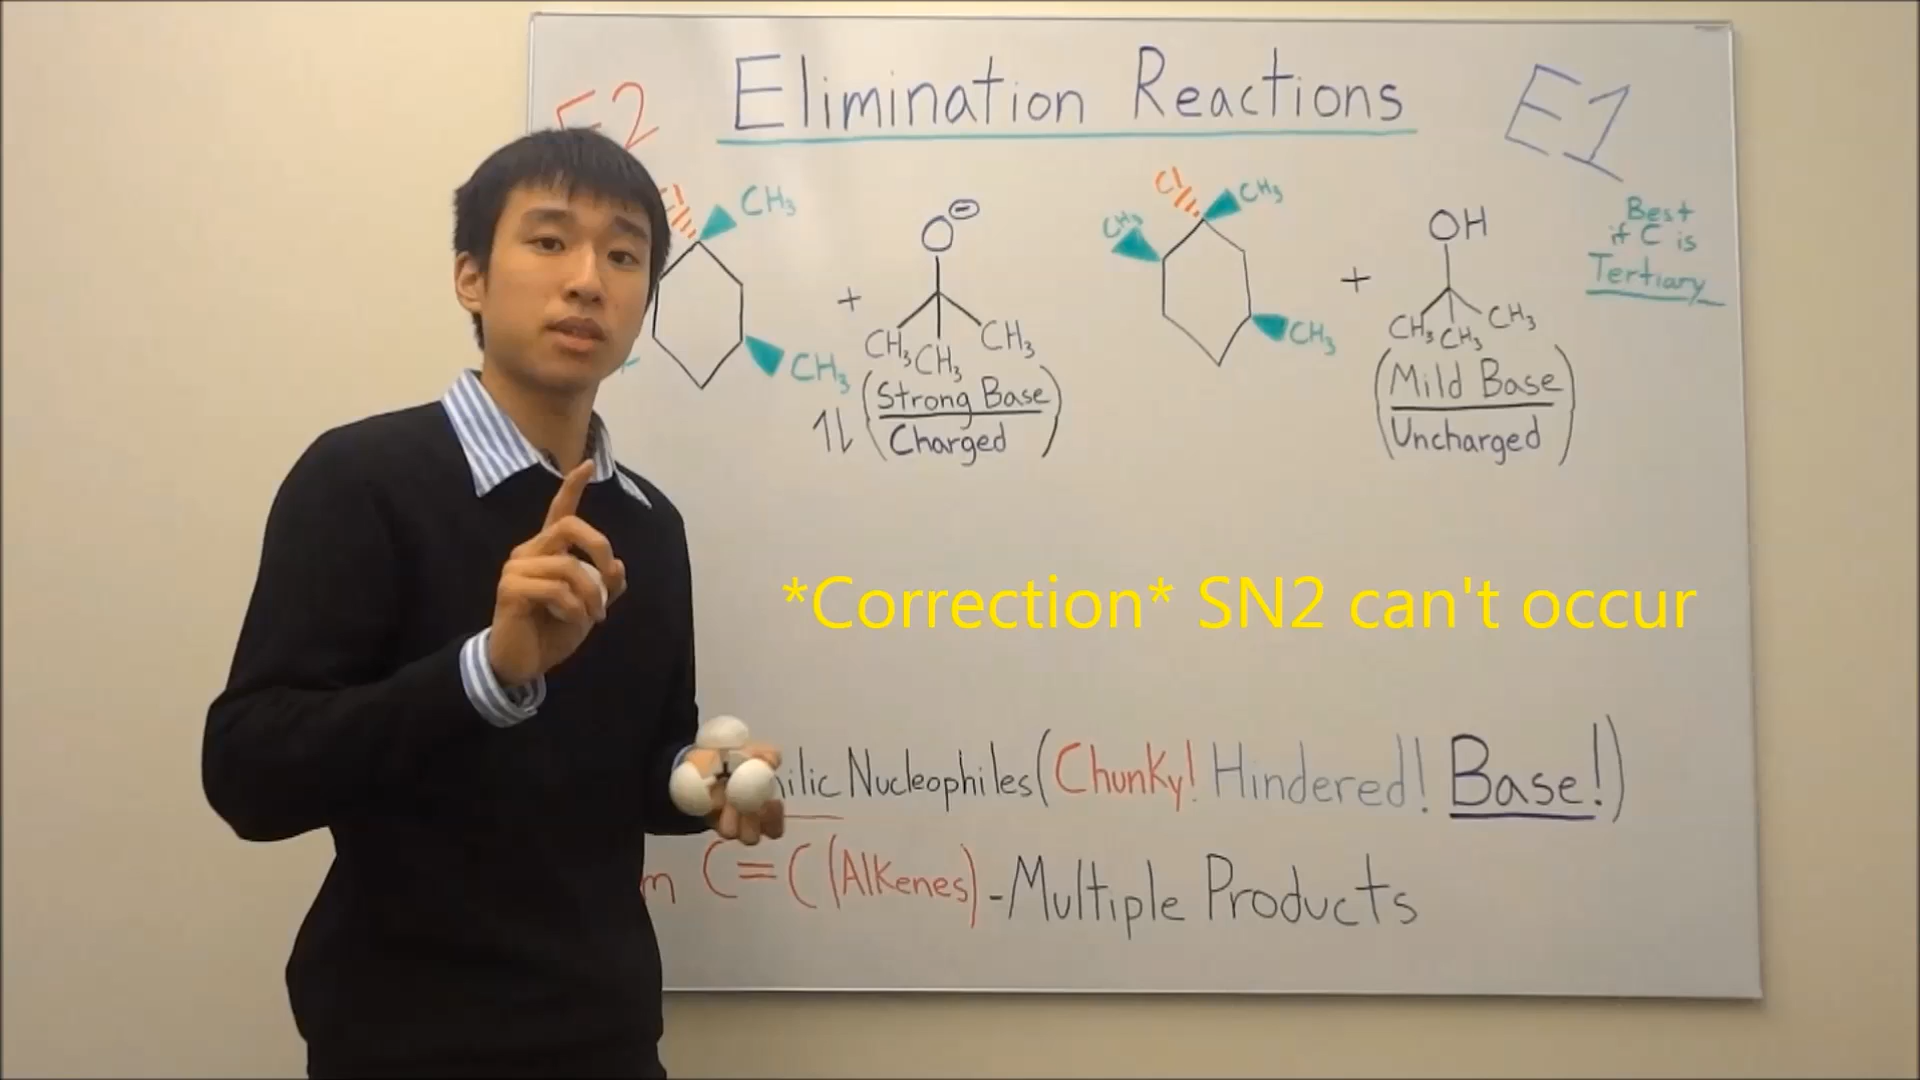 Elimination Reactions
E2
E1
Cl
CH3
CH3
O⊖
+
CH3
CH3
CH3
(Strong Base
Charged)
⇅
Cl
CH3
CH3
CH3
+
OH
CH3
CH3
CH3
(Mild Base
Uncharged)
Best
if C is
Tertiary
*Correction* SN2 can't occur
Nucleophiles (Chunky! Hindered! Base!)
C=C (Alkenes) - Multiple Products